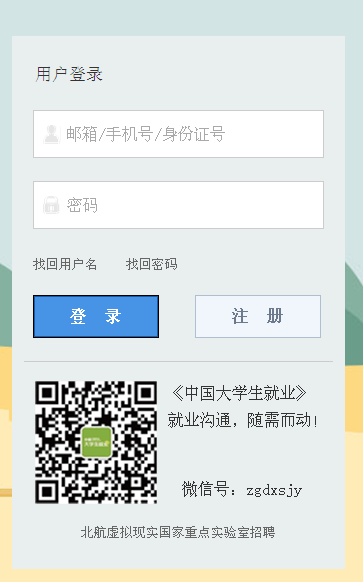 用户登录
邮箱/手机号/身份证号
密码
找回用户名 找回密码
登 录 注 册
《中国大学生就业》
就业沟通，随需而动!
微信号：zgdxsjy
北航虚拟现实国家重点实验室招聘